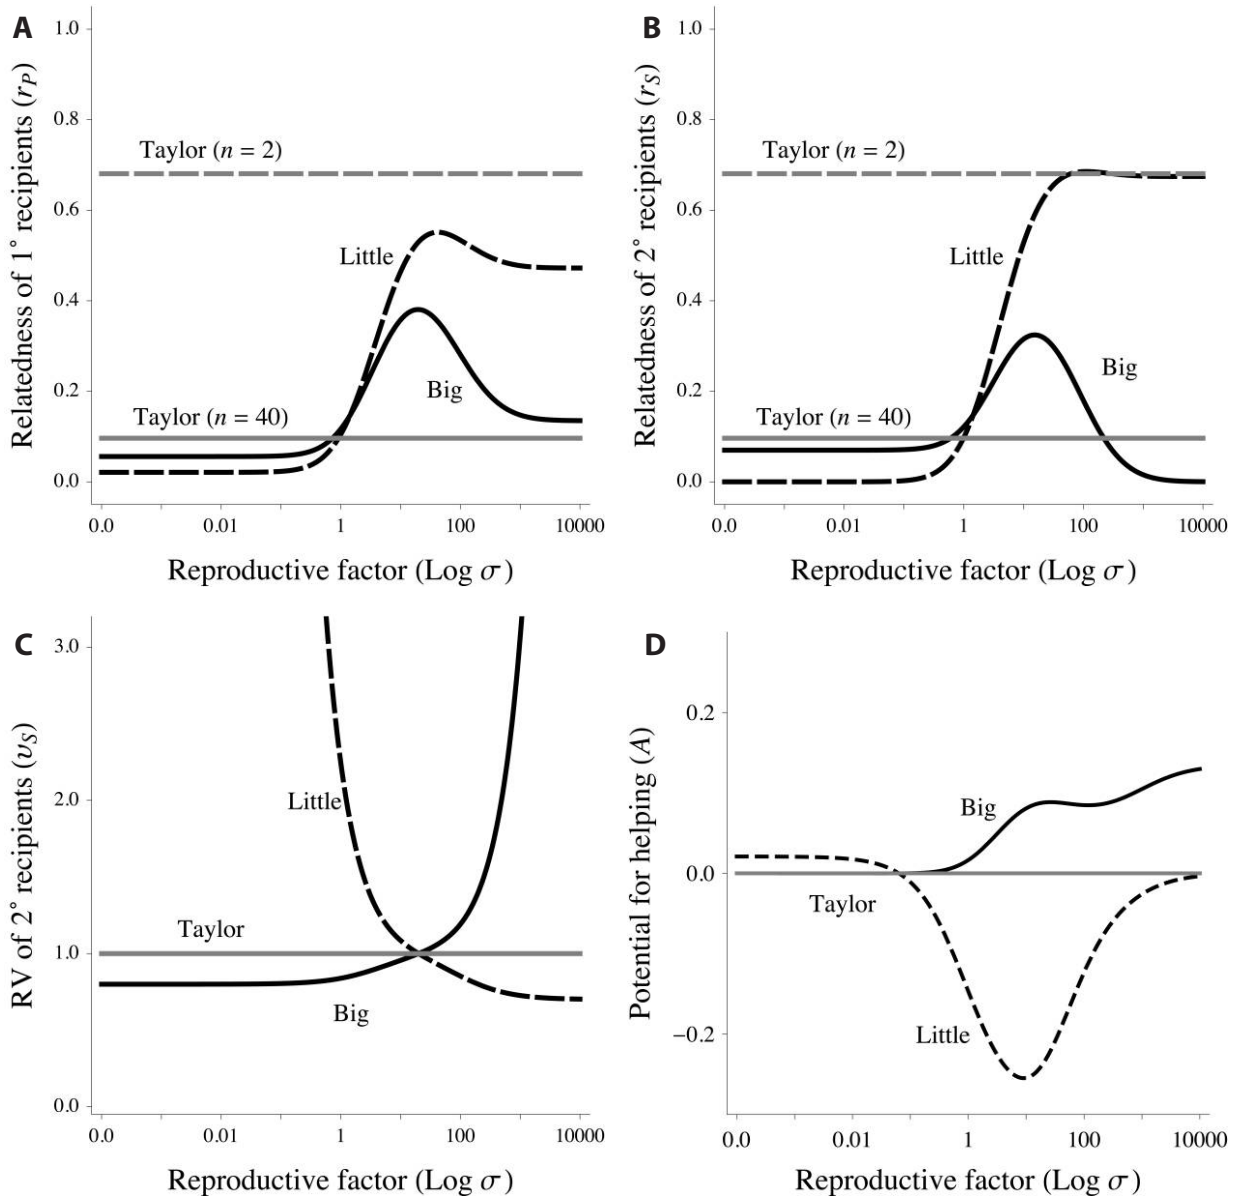 A
Relatedness of 1° recipients (rP)
1.0
0.8
0.6
0.4
0.2
0.0
Taylor (n = 2)
Little
Big
Taylor (n = 40)
0.0 0.01 1 100 10000
Reproductive factor (Log σ)
B
Relatedness of 2° recipients (rS)
1.0
0.8
0.6
0.4
0.2
0.0
Taylor (n = 2)
Little
Big
Taylor (n = 40)
0.0 0.01 1 100 10000
Reproductive factor (Log σ)
C
RV of 2° recipients (υS)
3.0
2.0
1.0
0.0
Little
Taylor
Big
0.0 0.01 1 100 10000
Reproductive factor (Log σ)
D
Potential for helping (A)
0.2
0.0
−0.2
Big
Taylor
Little
0.0 0.01 1 100 10000
Reproductive factor (Log σ)